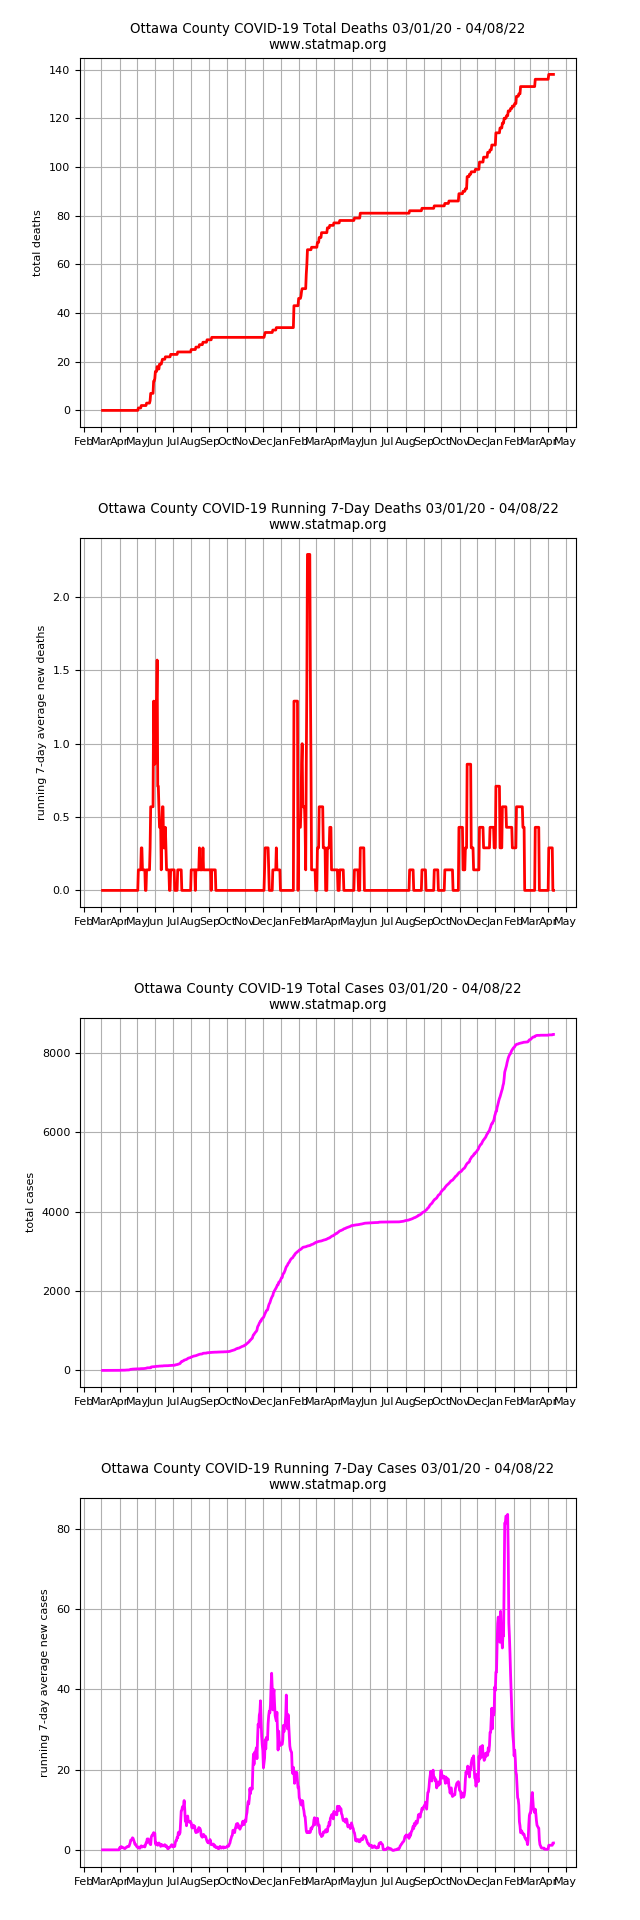 Ottawa County COVID-19 Total Deaths 03/01/20 - 04/08/22
www.statmap.org
140
120
100
80
60
40
20
0
total deaths
Feb Mar Apr May Jun Jul Aug Sep Oct Nov Dec Jan Feb Mar Apr May Jun Jul Aug Sep Oct Nov Dec Jan Feb Mar Apr May
Ottawa County COVID-19 Running 7-Day Deaths 03/01/20 - 04/08/22
www.statmap.org
2.0
1.5
1.0
0.5
0.0
running 7-day average new deaths
Feb Mar Apr May Jun Jul Aug Sep Oct Nov Dec Jan Feb Mar Apr May Jun Jul Aug Sep Oct Nov Dec Jan Feb Mar Apr May
Ottawa County COVID-19 Total Cases 03/01/20 - 04/08/22
www.statmap.org
8000
6000
4000
2000
0
total cases
Feb Mar Apr May Jun Jul Aug Sep Oct Nov Dec Jan Feb Mar Apr May Jun Jul Aug Sep Oct Nov Dec Jan Feb Mar Apr May
Ottawa County COVID-19 Running 7-Day Cases 03/01/20 - 04/08/22
www.statmap.org
80
60
40
20
0
running 7-day average new cases
Feb Mar Apr May Jun Jul Aug Sep Oct Nov Dec Jan Feb Mar Apr May Jun Jul Aug Sep Oct Nov Dec Jan Feb Mar Apr May